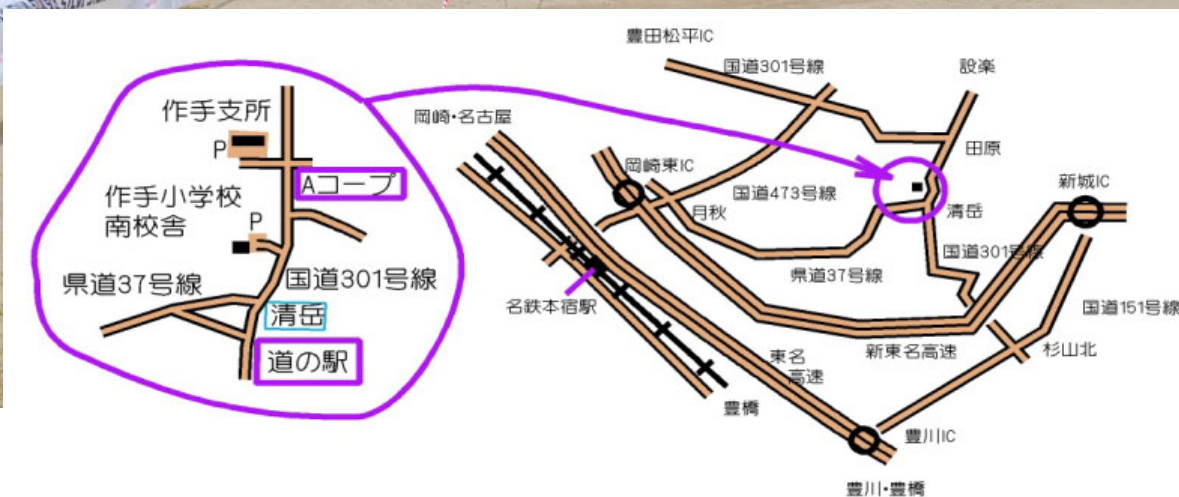 作手支所
P
Aコープ
作手小学校
南校舎
P
県道37号線
国道301号線
清岳
道の駅
豊田松平IC
国道301号線
設楽
岡崎・名古屋
田原
岡崎東IC
新城IC
国道473号線
月秋
清岳
国道301号線
県道37号線
名鉄本宿駅
国道151号線
新東名高速
杉山北
東名
高速
豊橋
豊川IC
豊川・豊橋